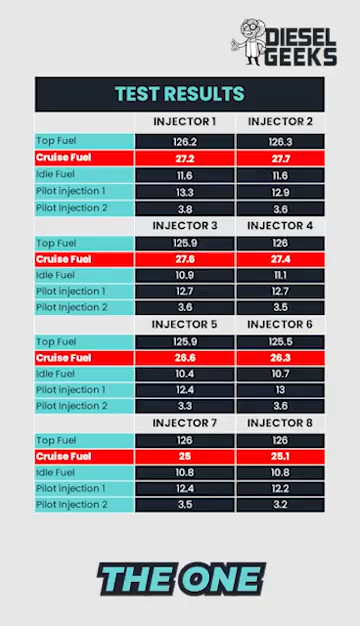 DIESEL
GEEKS
TEST RESULTS
INJECTOR 1 INJECTOR 2
Top Fuel 126.2 126.3
Cruise Fuel 27.2 27.7
Idle Fuel 11.6 11.6
Pilot injection 1 13.3 12.9
Pilot Injection 2 3.8 3.6
INJECTOR 3 INJECTOR 4
Top Fuel 125.9 126
Cruise Fuel 27.6 27.4
Idle Fuel 10.9 11.1
Pilot injection 1 12.7 12.7
Pilot Injection 2 3.6 3.5
INJECTOR 5 INJECTOR 6
Top Fuel 125.9 125.5
Cruise Fuel 26.6 26.3
Idle Fuel 10.4 10.7
Pilot injection 1 12.4 13
Pilot Injection 2 3.3 3.6
INJECTOR 7 INJECTOR 8
Top Fuel 126 126
Cruise Fuel 25 25.1
Idle Fuel 10.8 10.8
Pilot injection 1 12.4 12.2
Pilot Injection 2 3.5 3.2
THE ONE